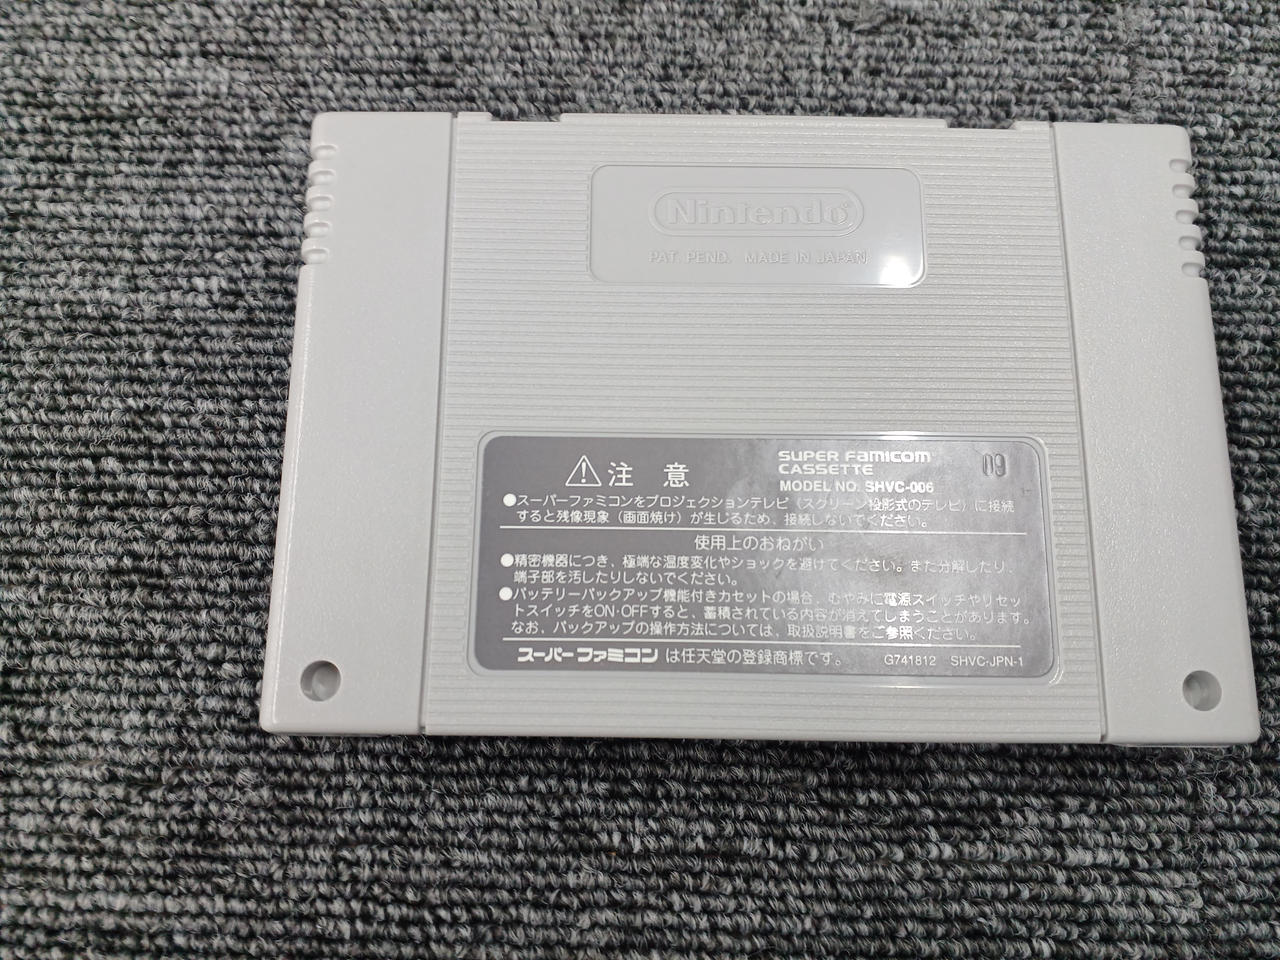 Nintendo®
PAT. PEND. MADE IN JAPAN
注 意
SUPER FAMICOM
CASSETTE
MODEL NO. SHVC-006
09
●スーパーファミコンをプロジェクションテレビ（スクリーン投影式のテレビ）に接続
すると残像現象（画面焼け）が生じるため、接続しないでください。
使用上のおねがい
●精密機器につき、極端な温度変化やショックを避けてください。また分解したり、
端子部を汚したりしないでください。
●バッテリーバックアップ機能付きカセットの場合、むやみに電源スイッチやリセッ
トスイッチをON・OFFすると、蓄積されている内容が消えてしまうことがあります。
なお、バックアップの操作方法については、取扱説明書をご参照ください。
スーパーファミコン は任天堂の登録商標です。 G741812 SHVC-JPN-1